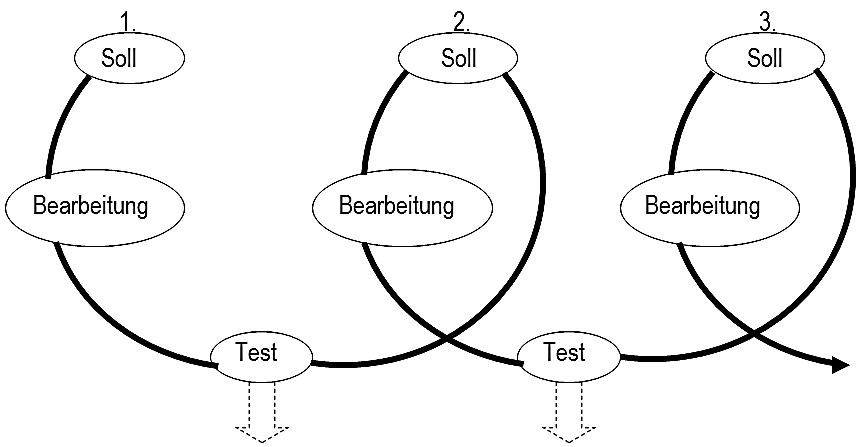 1.
Soll
Bearbeitung
Test
2.
Soll
Bearbeitung
Test
3.
Soll
Bearbeitung